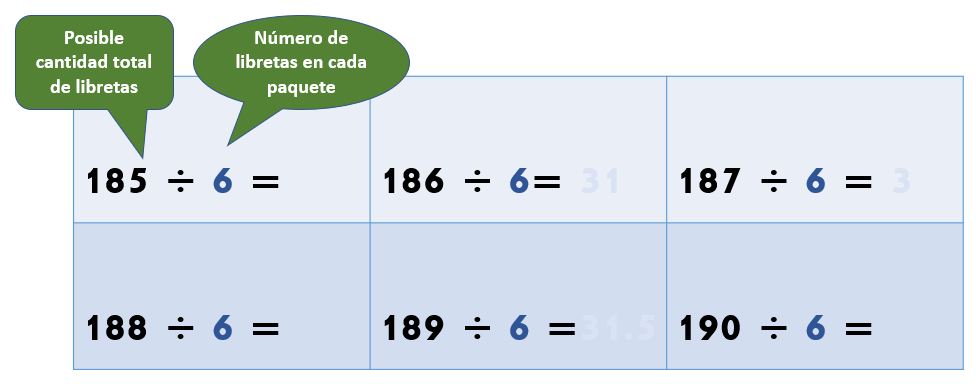 Posible
cantidad total
de libretas
Número de
libretas en cada
paquete
185 ÷ 6 =
186 ÷ 6= 31
187 ÷ 6 = 3
188 ÷ 6 =
189 ÷ 6 =31.5
190 ÷ 6 =